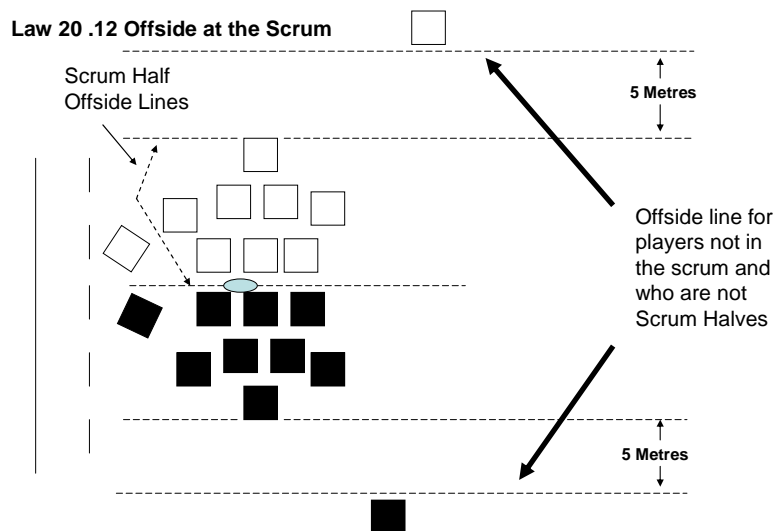 Law 20 .12 Offside at the Scrum
Scrum Half
Offside Lines
5 Metres
Offside line for
players not in
the scrum and
who are not
Scrum Halves
5 Metres